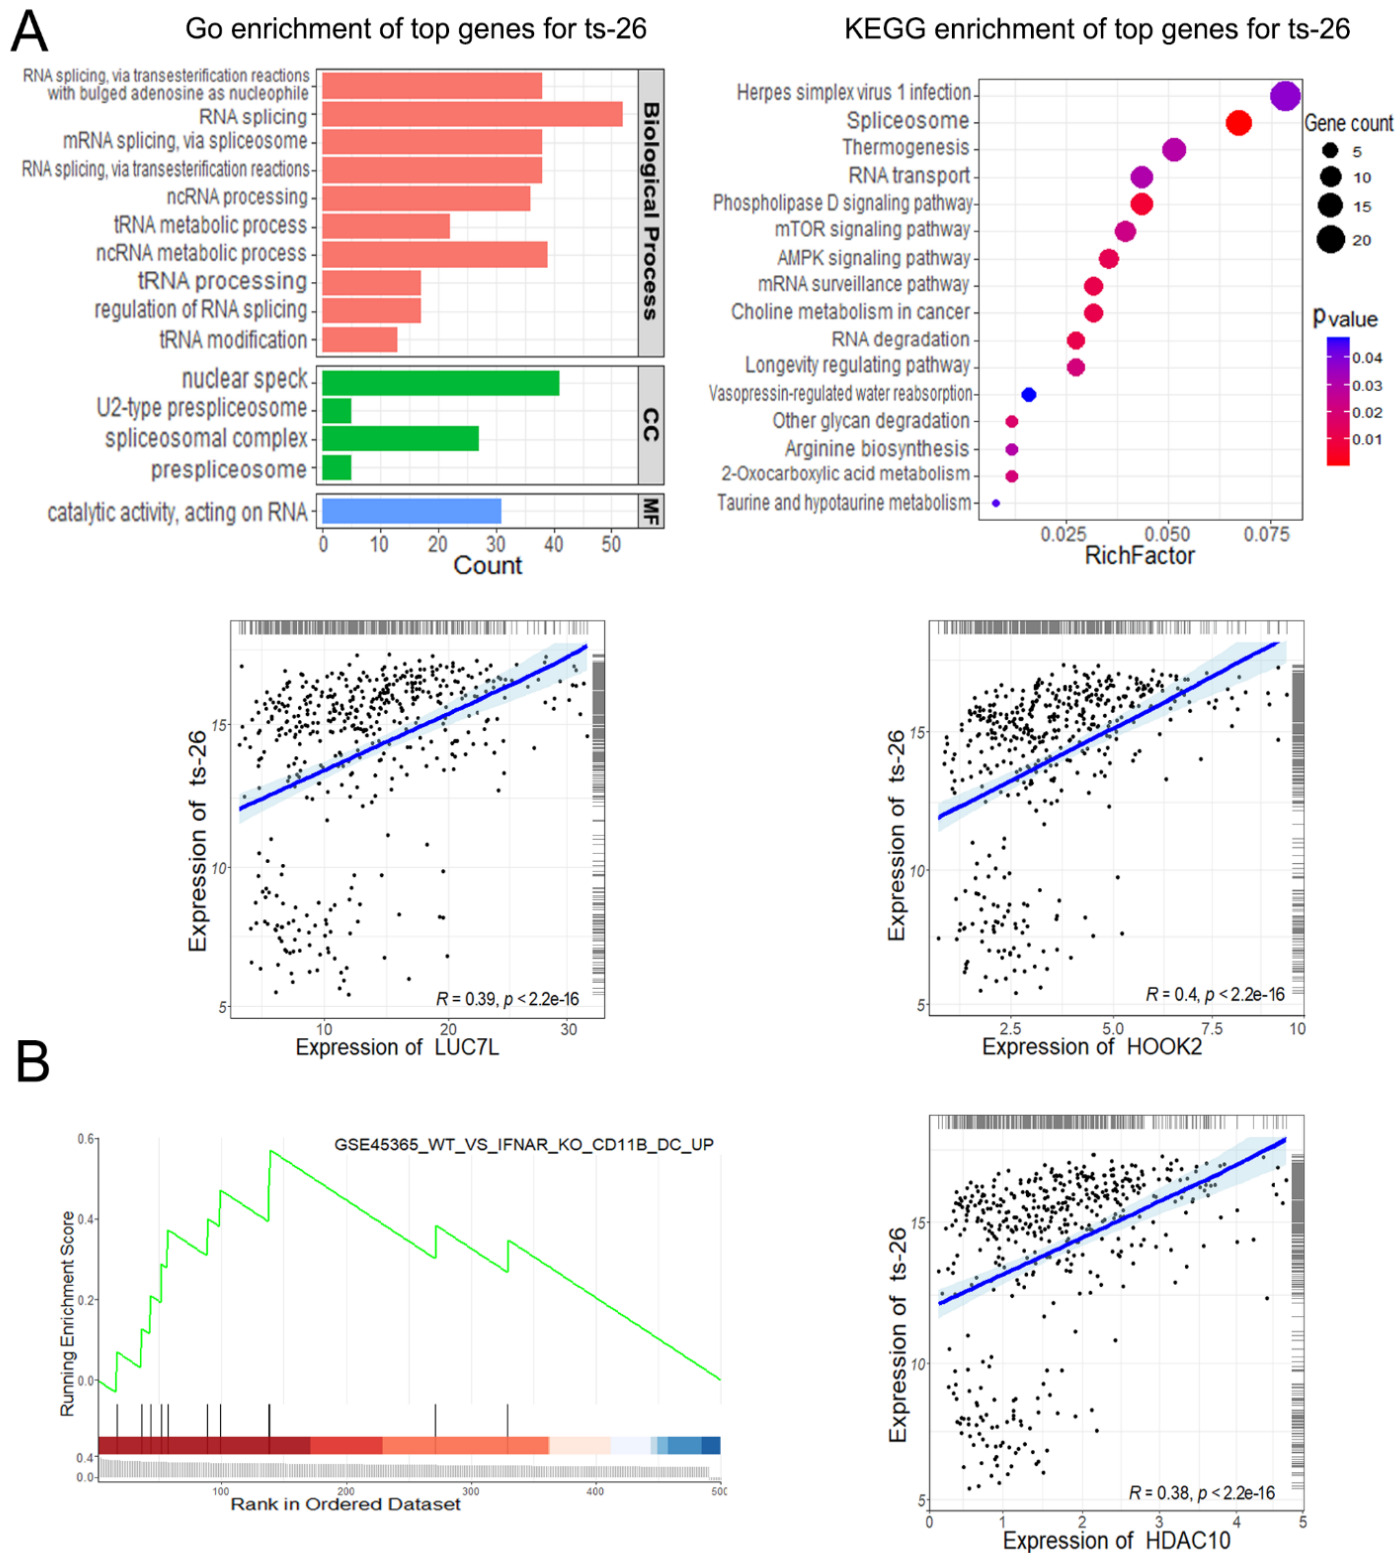 A
Go enrichment of top genes for ts-26
RNA splicing, via transesterification reactions
with bulged adenosine as nucleophile
RNA splicing
mRNA splicing, via spliceosome
RNA splicing, via transesterification reactions
ncRNA processing
tRNA metabolic process
ncRNA metabolic process
tRNA processing
regulation of RNA splicing
tRNA modification
Biological Process
nuclear speck
U2-type prespliceosome
spliceosomal complex
prespliceosome
CC
catalytic activity, acting on RNA
MF
0 10 20 30 40 50
Count
KEGG enrichment of top genes for ts-26
Herpes simplex virus 1 infection
Spliceosome
Thermogenesis
RNA transport
Phospholipase D signaling pathway
mTOR signaling pathway
AMPK signaling pathway
mRNA surveillance pathway
Choline metabolism in cancer
RNA degradation
Longevity regulating pathway
Vasopressin-regulated water reabsorption
Other glycan degradation
Arginine biosynthesis
2-Oxocarboxylic acid metabolism
Taurine and hypotaurine metabolism
0.025 0.050 0.075
RichFactor
Gene count
5
10
15
20
pvalue
0.04
0.03
0.02
0.01
Expression of ts-26
15
10
5
R = 0.39, p < 2.2e-16
10 20 30
Expression of LUC7L
Expression of ts-26
15
10
5
R = 0.4, p < 2.2e-16
2.5 5.0 7.5 10
Expression of HOOK2
B
GSE45365_WT_VS_IFNAR_KO_CD11B_DC_UP
Running Enrichment Score
0.6
0.4
0.2
0.0
0.4
0.0
100 200 300 400 500
Rank in Ordered Dataset
Expression of ts-26
15
10
5
R = 0.38, p < 2.2e-16
0 1 2 3 4 5
Expression of HDAC10